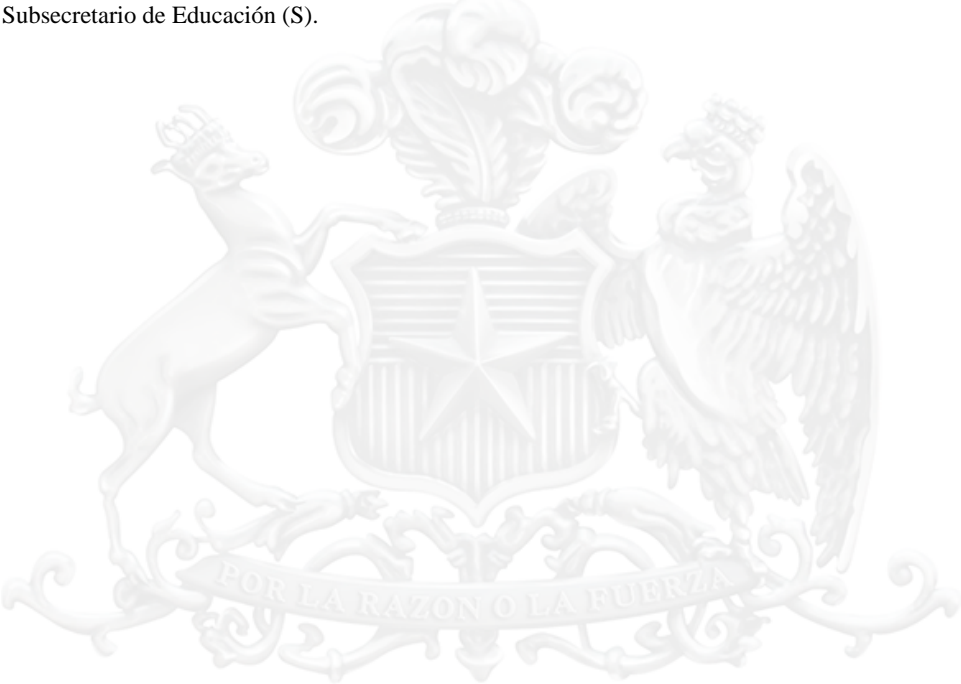 Subsecretario de Educación (S).
POR LA RAZON O LA FUERZA